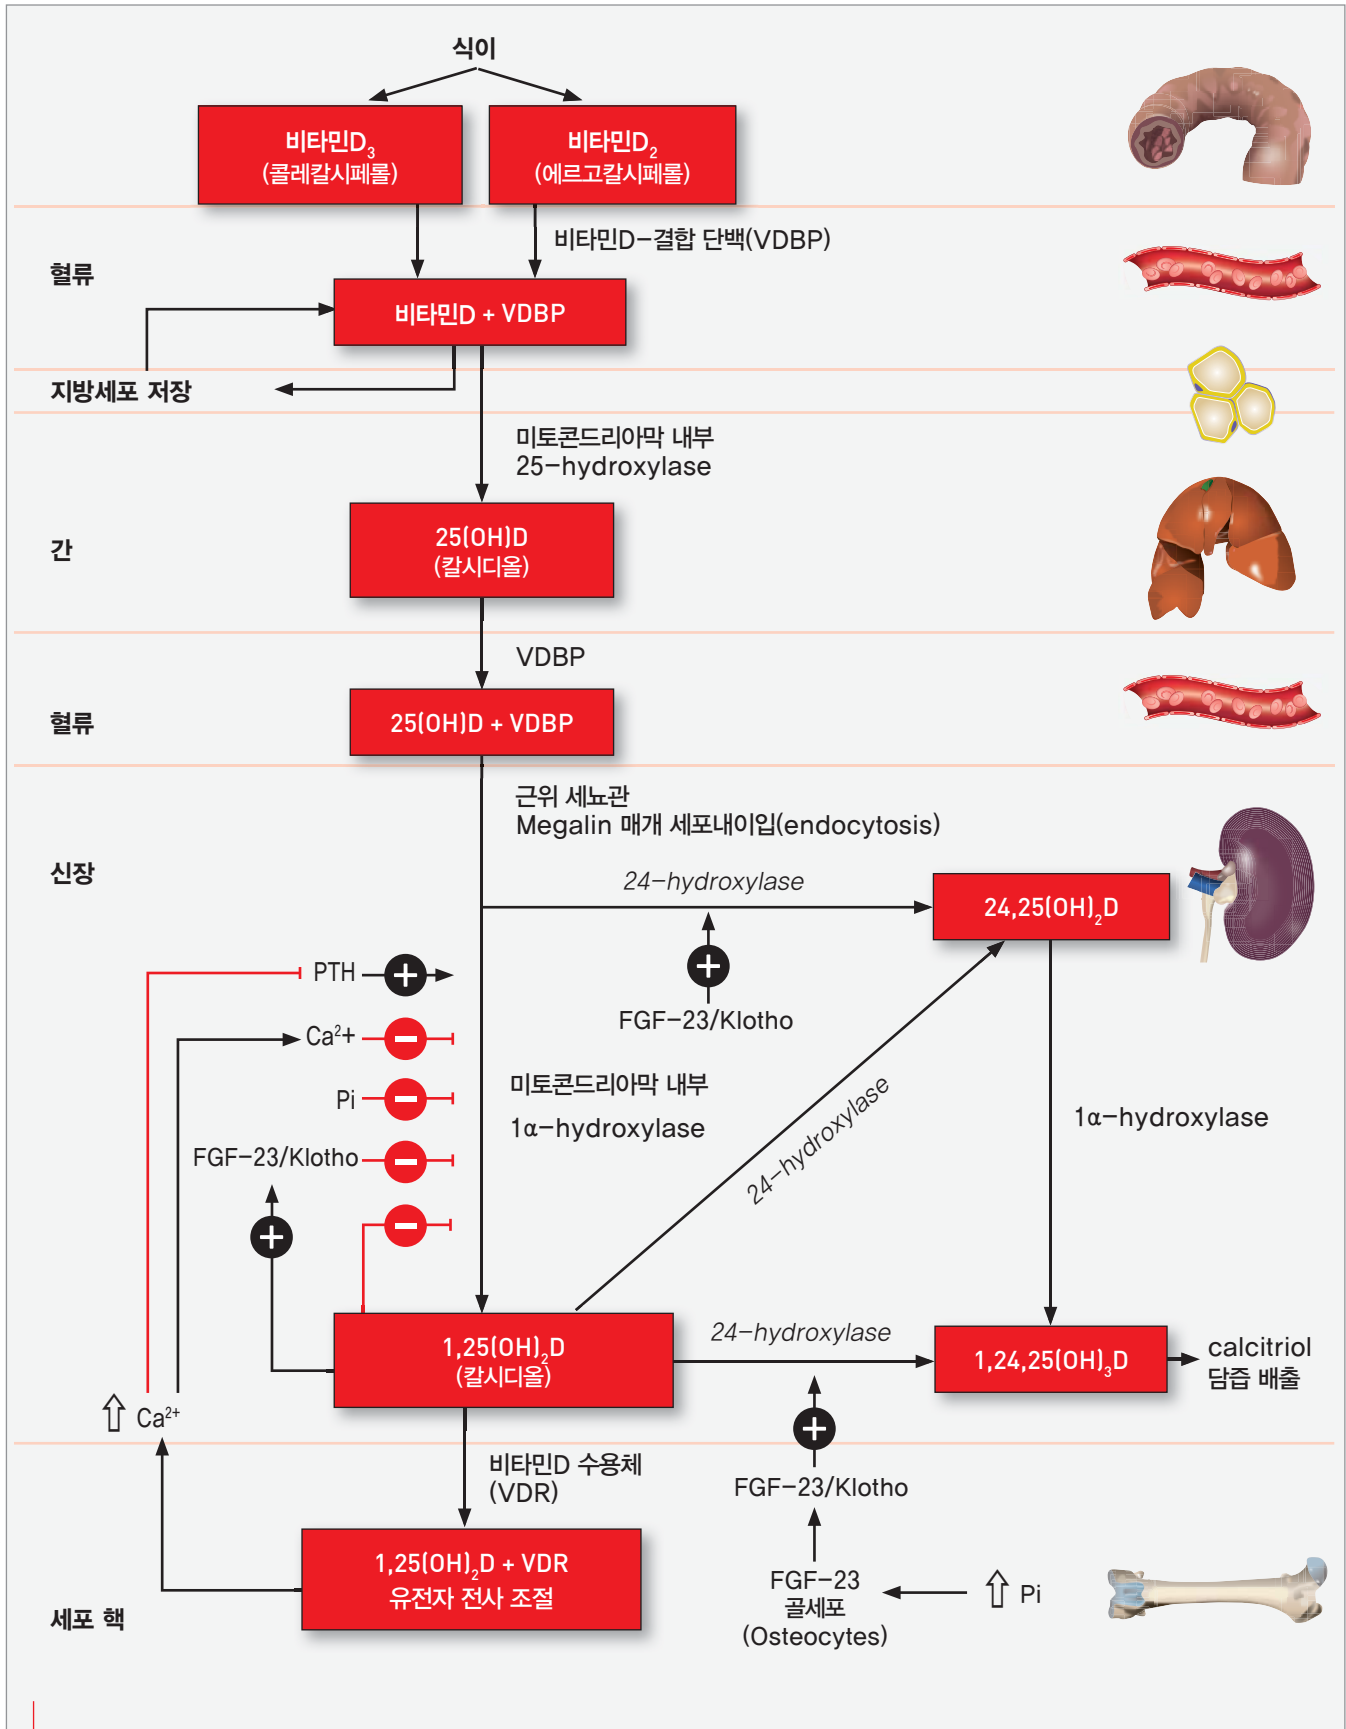 식이
비타민D₃
(콜레칼시페롤)
비타민D₂
(에르고칼시페롤)
비타민D-결합 단백(VDBP)
혈류
비타민D + VDBP
지방세포 저장
미토콘드리아막 내부
25-hydroxylase
25(OH)D
(칼시디올)
간
VDBP
25(OH)D + VDBP
혈류
근위 세뇨관
Megalin 매개 세포내이입(endocytosis)
신장
24-hydroxylase
24,25(OH)₂D
PTH
+
+
FGF-23/Klotho
Ca²+
−
Pi
−
미토콘드리아막 내부
1α-hydroxylase
24-hydroxylase
1α-hydroxylase
FGF-23/Klotho
−
+
−
1,25(OH)₂D
(칼시디올)
24-hydroxylase
1,24,25(OH)₃D
calcitriol
담즙 배출
Ca²⁺
+
비타민D 수용체
(VDR)
FGF-23/Klotho
1,25(OH)₂D + VDR
유전자 전사 조절
FGF-23
골세포
(Osteocytes)
Pi
세포 핵